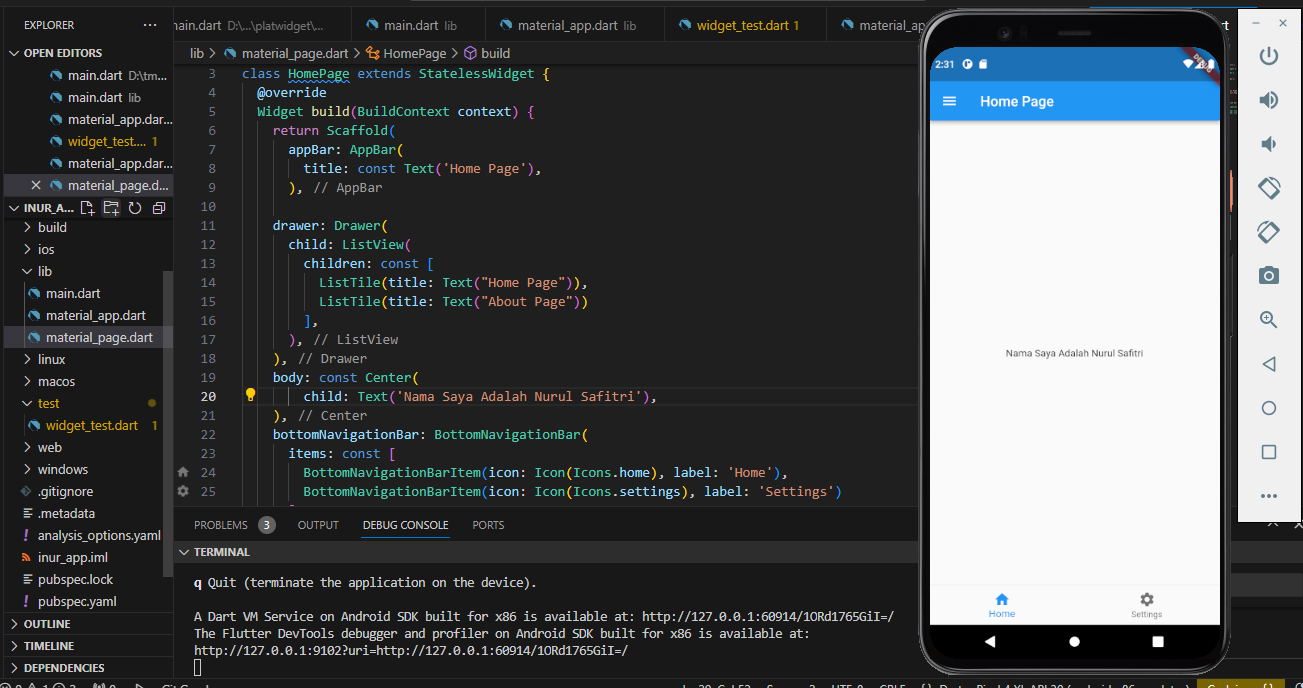 EXPLORER
OPEN EDITORS
main.dart D:\tm...
main.dart lib
material_app.dar...
widget_test.... 1
material_app.dar...
material_page.d...
INUR_A...
build
ios
lib
main.dart
material_app.dart
material_page.dart
linux
macos
test
widget_test.dart 1
web
windows
.gitignore
.metadata
analysis_options.yaml
inur_app.iml
pubspec.lock
pubspec.yaml
OUTLINE
TIMELINE
DEPENDENCIES
main.dart D:\...\platwidget\...
main.dart lib
material_app.dart lib
widget_test.dart 1
material_ap
lib > material_page.dart > HomePage > build
3 class HomePage extends StatelessWidget {
4 @override
5 Widget build(BuildContext context) {
6 return Scaffold(
7 appBar: AppBar(
8 title: const Text('Home Page'),
9 ), // AppBar
10
11 drawer: Drawer(
12 child: ListView(
13 children: const [
14 ListTile(title: Text("Home Page")),
15 ListTile(title: Text("About Page"))
16 ],
17 ), // ListView
18 ), // Drawer
19 body: const Center(
20 child: Text('Nama Saya Adalah Nurul Safitri'),
21 ), // Center
22 bottomNavigationBar: BottomNavigationBar(
23 items: const [
24 BottomNavigationBarItem(icon: Icon(Icons.home), label: 'Home'),
25 BottomNavigationBarItem(icon: Icon(Icons.settings), label: 'Settings')
PROBLEMS 3 OUTPUT DEBUG CONSOLE PORTS
TERMINAL
q Quit (terminate the application on the device).
A Dart VM Service on Android SDK built for x86 is available at: http://127.0.0.1:60914/1ORd1765GiI=/
The Flutter DevTools debugger and profiler on Android SDK built for x86 is available at:
http://127.0.0.1:9102?uri=http://127.0.0.1:60914/1ORd1765GiI=/
2:31
DEBUG
Home Page
Nama Saya Adalah Nurul Safitri
Home
Settings